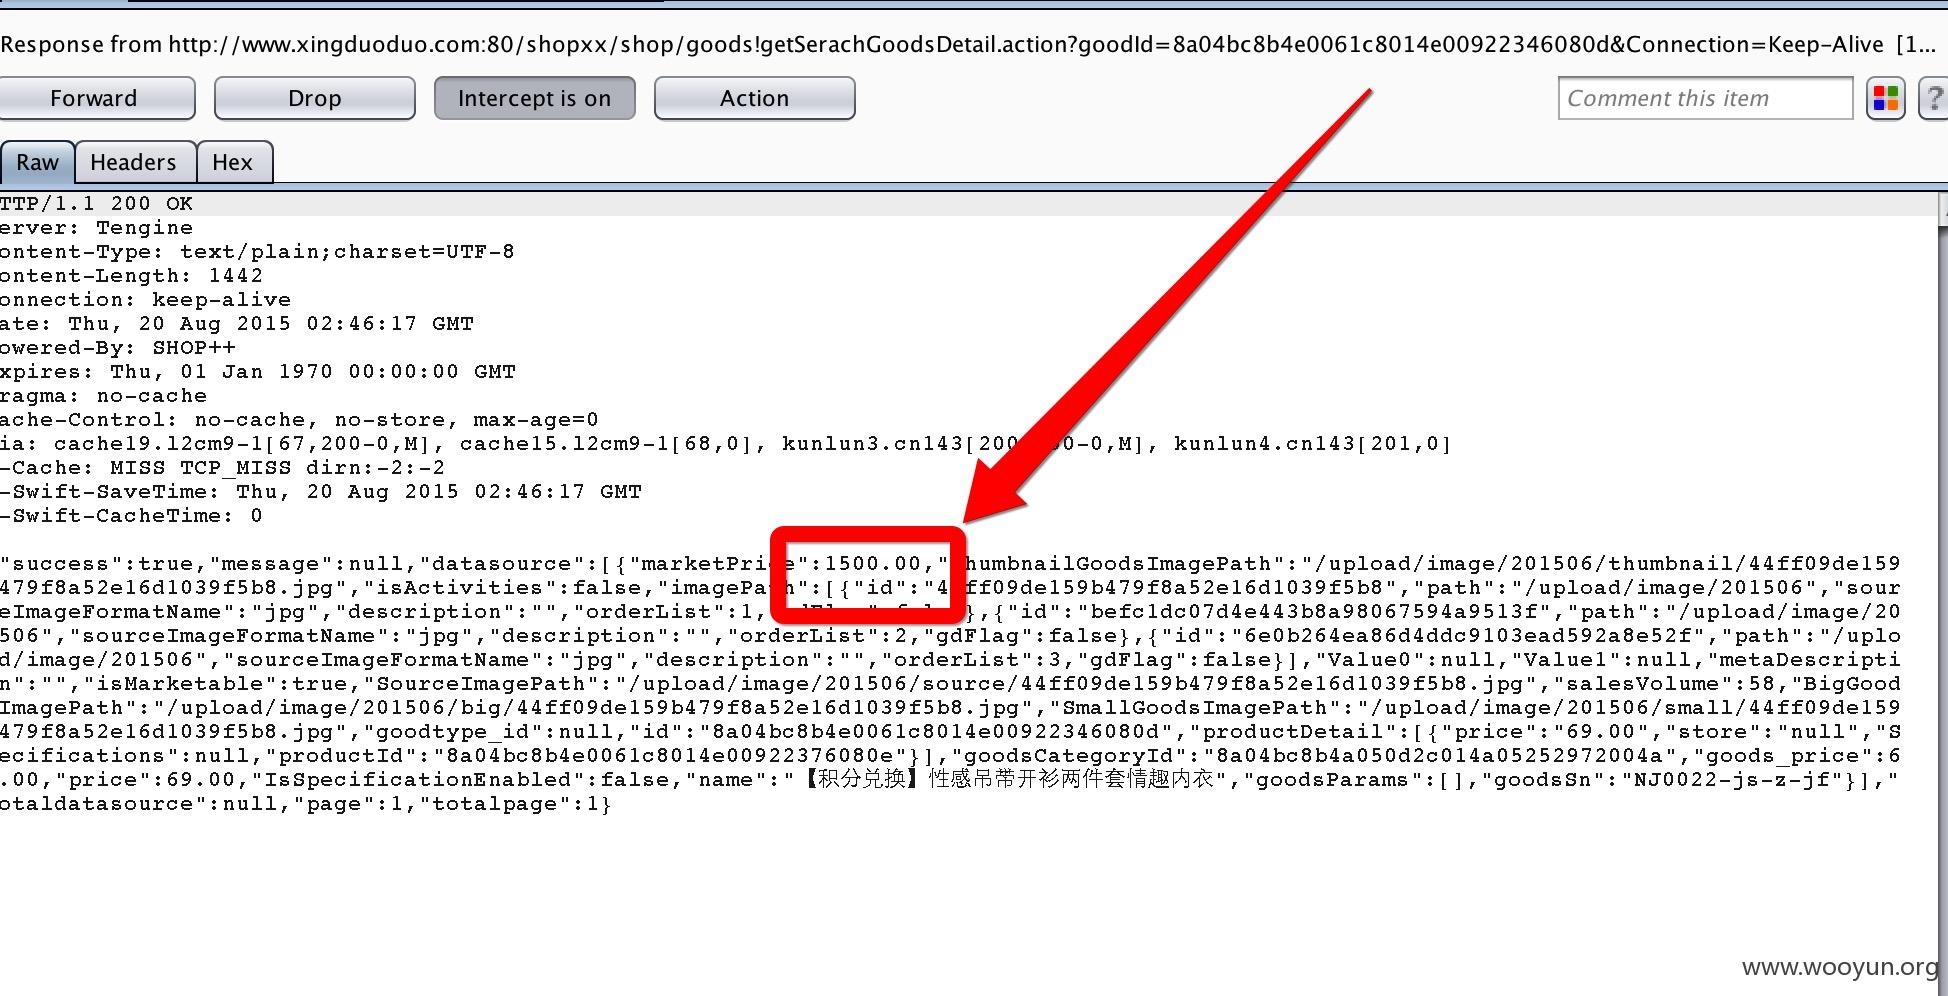 Response from http://www.xingduoduo.com:80/shopxx/shop/goods!getSerachGoodsDetail.action?goodId=8a04bc8b4e0061c8014e00922346080d&Connection=Keep-Alive [1...
Forward Drop Intercept is on Action Comment this item ?
Raw Headers Hex
TTP/1.1 200 OK
erver: Tengine
ontent-Type: text/plain;charset=UTF-8
ontent-Length: 1442
onnection: keep-alive
ate: Thu, 20 Aug 2015 02:46:17 GMT
owered-By: SHOP++
xpires: Thu, 01 Jan 1970 00:00:00 GMT
ragma: no-cache
ache-Control: no-cache, no-store, max-age=0
ia: cache19.l2cm9-1[67,200-0,M], cache15.l2cm9-1[68,0], kunlun3.cn143[200 0-0,M], kunlun4.cn143[201,0]
-Cache: MISS TCP_MISS dirn:-2:-2
-Swift-SaveTime: Thu, 20 Aug 2015 02:46:17 GMT
-Swift-CacheTime: 0
"success":true,"message":null,"datasource":[{"marketPrice":1500.00,"thumbnailGoodsImagePath":"/upload/image/201506/thumbnail/44ff09de159
479f8a52e16d1039f5b8.jpg","isActivities":false,"imagePath":[{"id":"44ff09de159b479f8a52e16d1039f5b8","path":"/upload/image/201506","sour
eImageFormatName":"jpg","description":"","orderList":1, },{"id":"befc1dc07d4e443b8a98067594a9513f","path":"/upload/image/20
506","sourceImageFormatName":"jpg","description":"","orderList":2,"gdFlag":false},{"id":"6e0b264ea86d4ddc9103ead592a8e52f","path":"/uplo
d/image/201506","sourceImageFormatName":"jpg","description":"","orderList":3,"gdFlag":false}],"Value0":null,"Value1":null,"metaDescripti
n":"","isMarketable":true,"SourceImagePath":"/upload/image/201506/source/44ff09de159b479f8a52e16d1039f5b8.jpg","salesVolume":58,"BigGood
ImagePath":"/upload/image/201506/big/44ff09de159b479f8a52e16d1039f5b8.jpg","SmallGoodsImagePath":"/upload/image/201506/small/44ff09de159
479f8a52e16d1039f5b8.jpg","goodtype_id":null,"id":"8a04bc8b4e0061c8014e00922346080d","productDetail":[{"price":"69.00","store":"null","S
ecifications":null,"productId":"8a04bc8b4e0061c8014e00922376080e"}],"goodsCategoryId":"8a04bc8b4a050d2c014a05252972004a","goods_price":6
.00,"price":69.00,"IsSpecificationEnabled":false,"name":"【积分兑换】性感吊带开衫两件套情趣内衣","goodsParams":[],"goodsSn":"NJ0022-js-z-jf"}],"
otaldatasource":null,"page":1,"totalpage":1}
www.wooyun.org